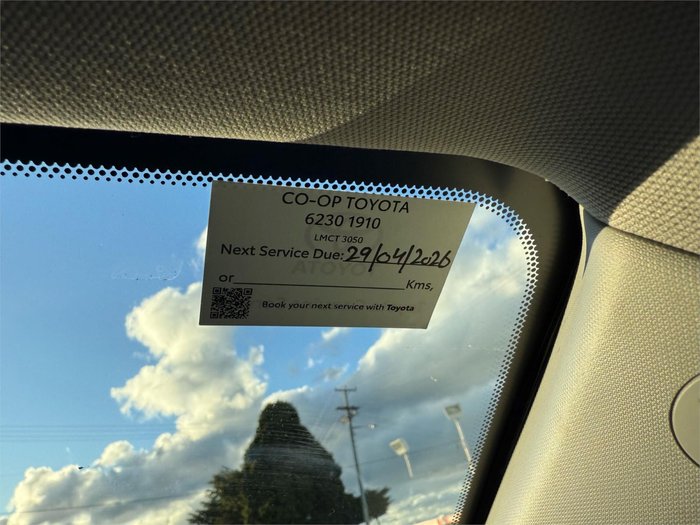 CO-OP TOYOTA
6230 1910
LMCT 3050
Next Service Due: 29/04/2026
or Kms,
Book your next service with Toyota